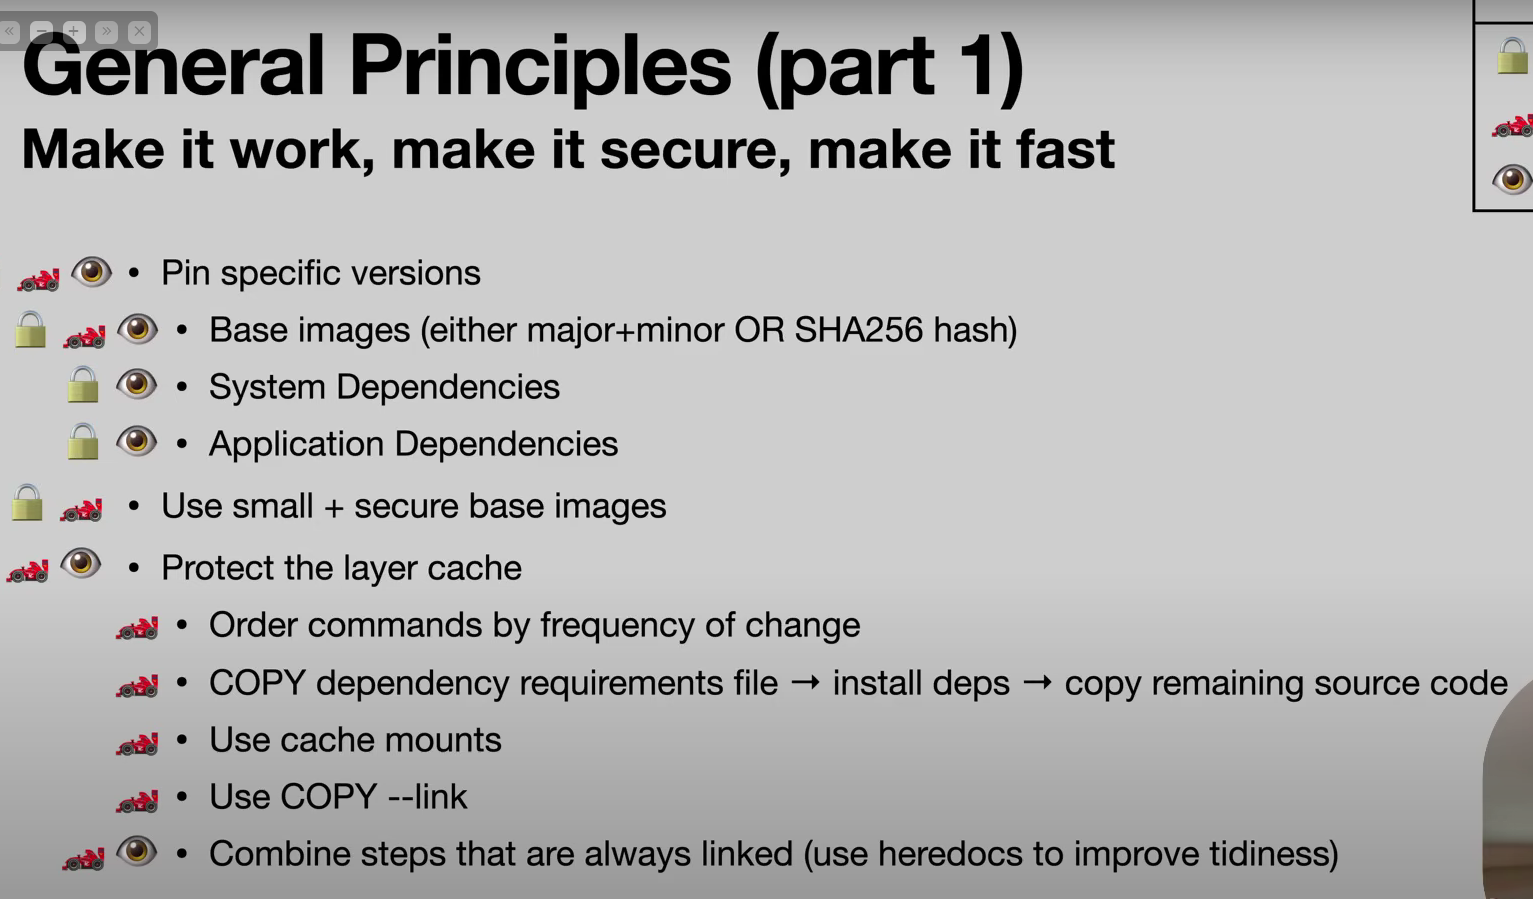 General Principles (part 1)
Make it work, make it secure, make it fast
• Pin specific versions
• Base images (either major+minor OR SHA256 hash)
• System Dependencies
• Application Dependencies
• Use small + secure base images
• Protect the layer cache
• Order commands by frequency of change
• COPY dependency requirements file → install deps → copy remaining source code
• Use cache mounts
• Use COPY --link
• Combine steps that are always linked (use heredocs to improve tidiness)